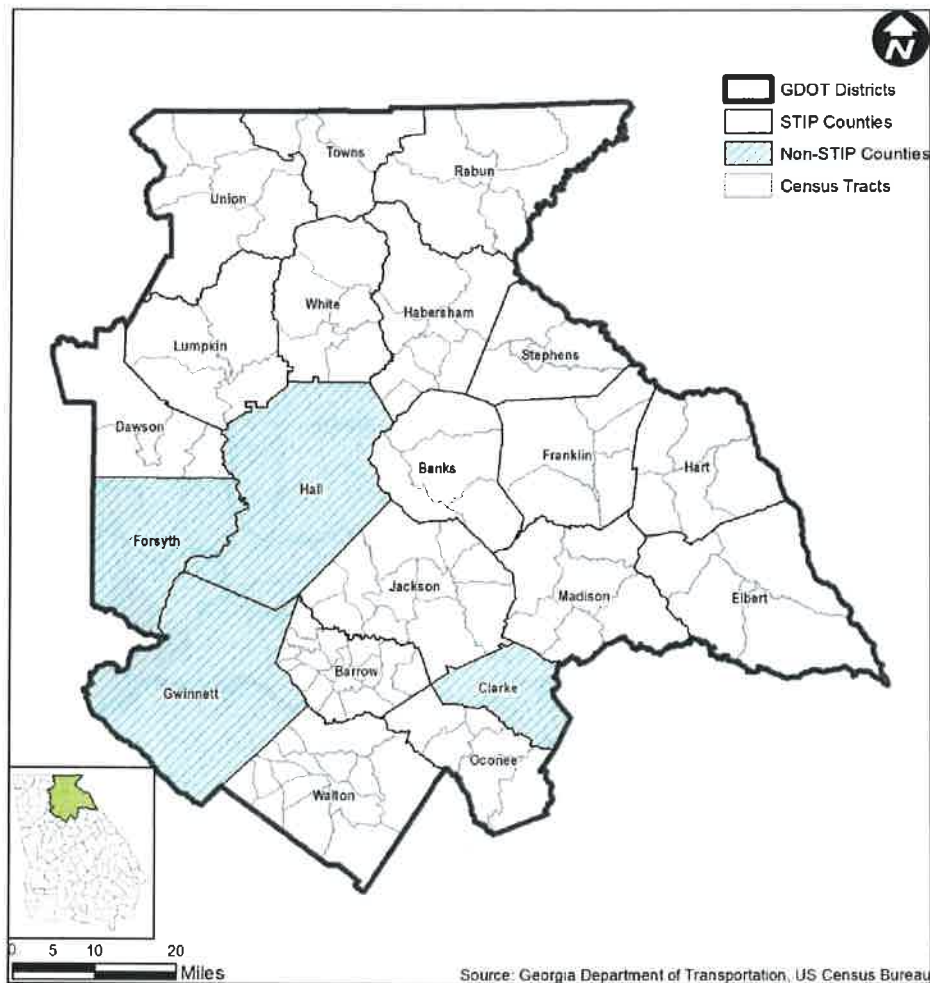 N
GDOT Districts
STIP Counties
Non-STIP Counties
Census Tracts
Towns
Rabun
Union
White
Habersham
Lumpkin
Stephens
Dawson
Banks
Franklin
Hart
Hall
Forsyth
Jackson
Madison
Elbert
Barrow
Clarke
Gwinnett
Oconee
Walton
0 5 10 20
Miles
Source: Georgia Department of Transportation, US Census Bureau